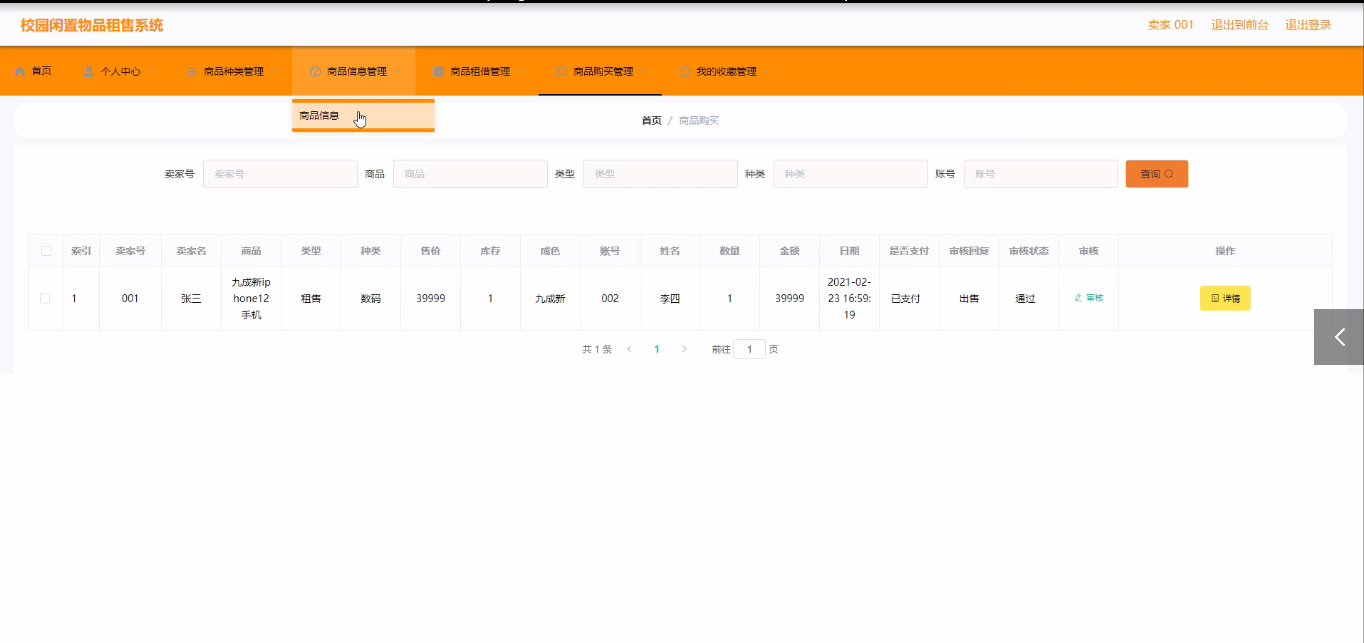 校园闲置物品租售系统
卖家 001 退出到前台 退出登录
首页 个人中心 商品种类管理 商品信息管理 商品租借管理 商品购买管理 我的收藏管理
商品信息
首页 / 商品购买
卖家号 卖家号 商品 商品 类型 类型 种类 种类 账号 账号 查询
索引 卖家号 卖家名 商品 类型 种类 售价 库存 成色 账号 姓名 数量 金额 日期 是否支付 审核回复 审核状态 审核 操作
1 001 张三 九成新iphone12手机 租售 数码 39999 1 九成新 002 李四 1 39999 2021-02-23 16:59:19 已支付 出售 通过 审核 详情
共 1 条 1 前往 1 页